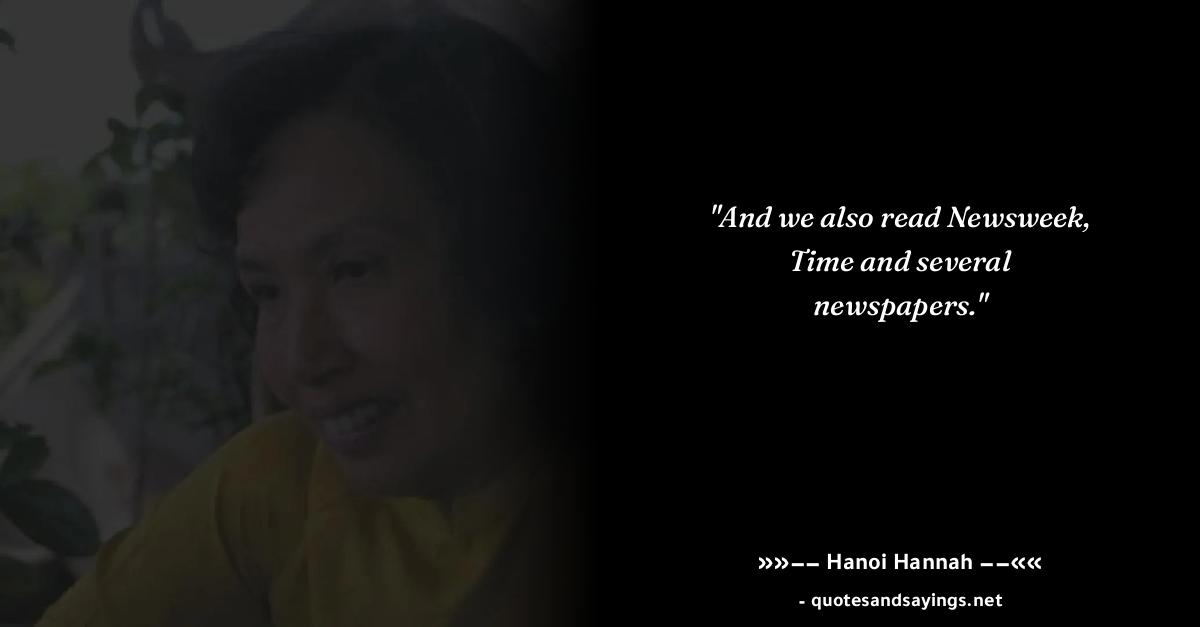 "And we also read Newsweek,
Time and several
newspapers."
»»−− Hanoi Hannah −−««
- quotesandsayings.net